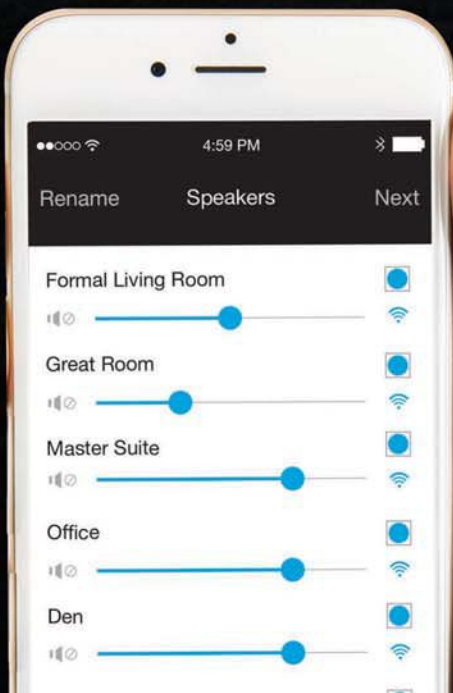 4:59 PM
Rename Speakers Next
Formal Living Room
Great Room
Master Suite
Office
Den